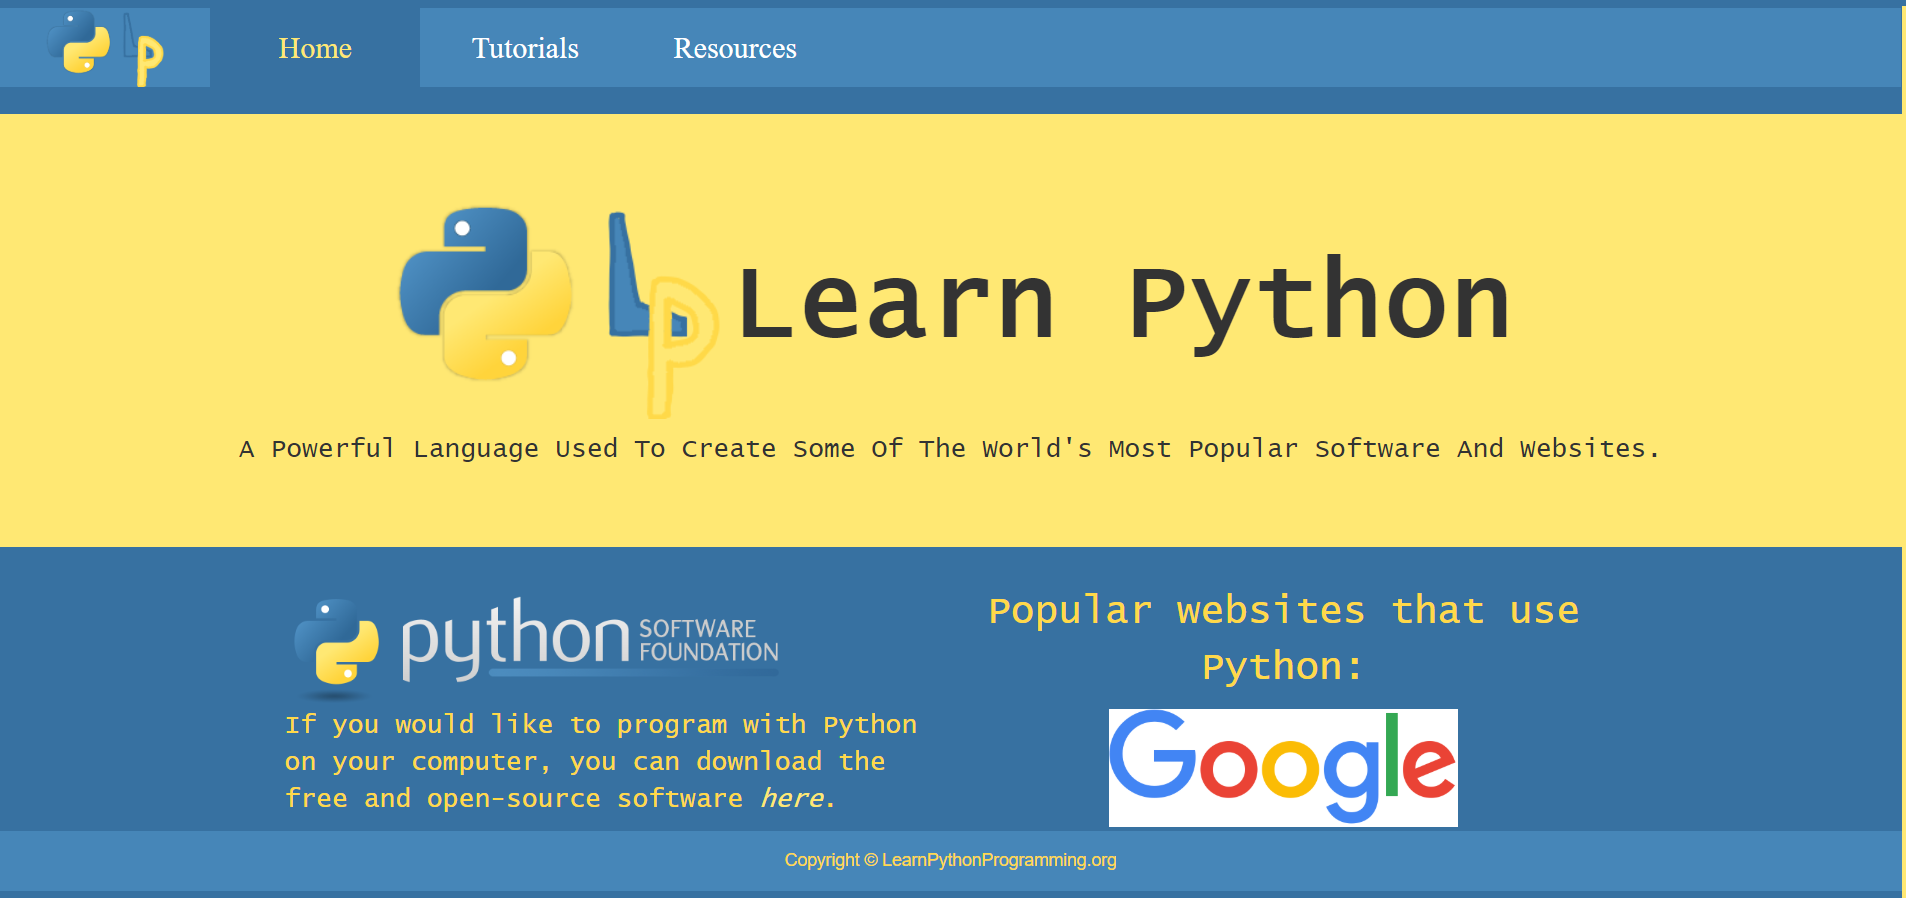 Lp
Home
Tutorials
Resources
Lp
Learn Python
A Powerful Language Used To Create Some Of The World's Most Popular Software And Websites.
python SOFTWARE
FOUNDATION
If you would like to program with Python
on your computer, you can download the
free and open-source software here.
Popular websites that use
Python:
Google
Copyright © LearnPythonProgramming.org